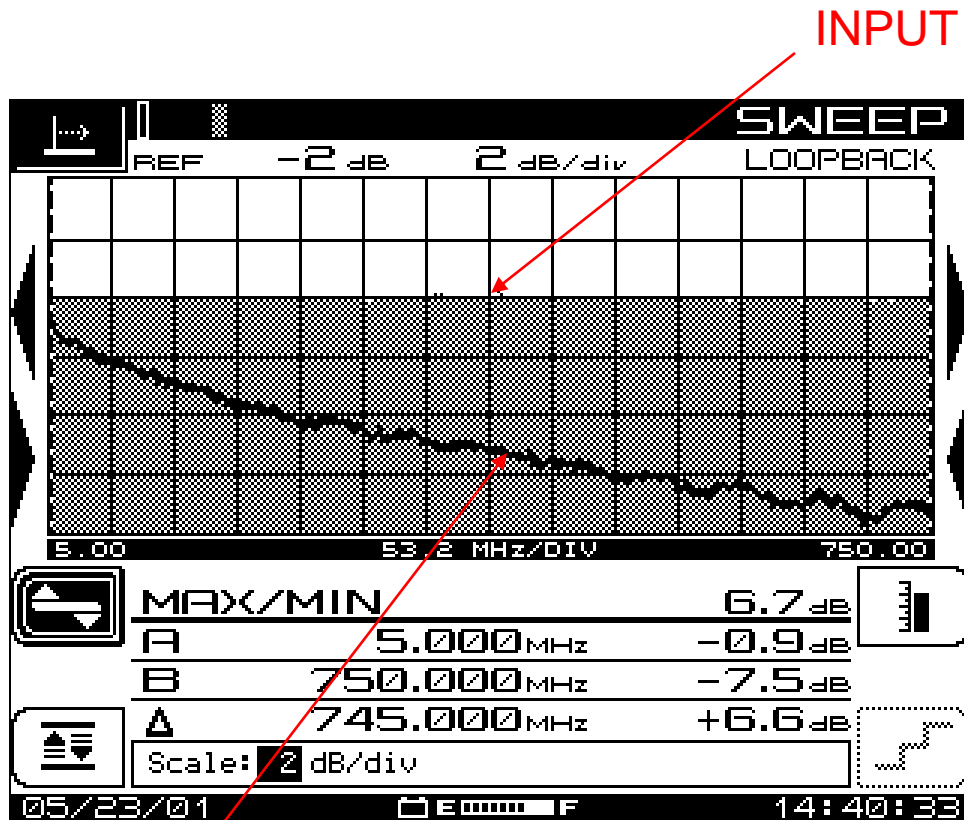 INPUT
SWEEP
REF -2 dB 2 dB/div LOOPBACK
5.00 53.2 MHz/DIV 750.00
MAX/MIN 6.7 dB
A 5.000 MHz -0.9 dB
B 750.000 MHz -7.5 dB
Δ 745.000 MHz +6.6 dB
Scale: 2 dB/div
05/23/01 E F 14:40:33